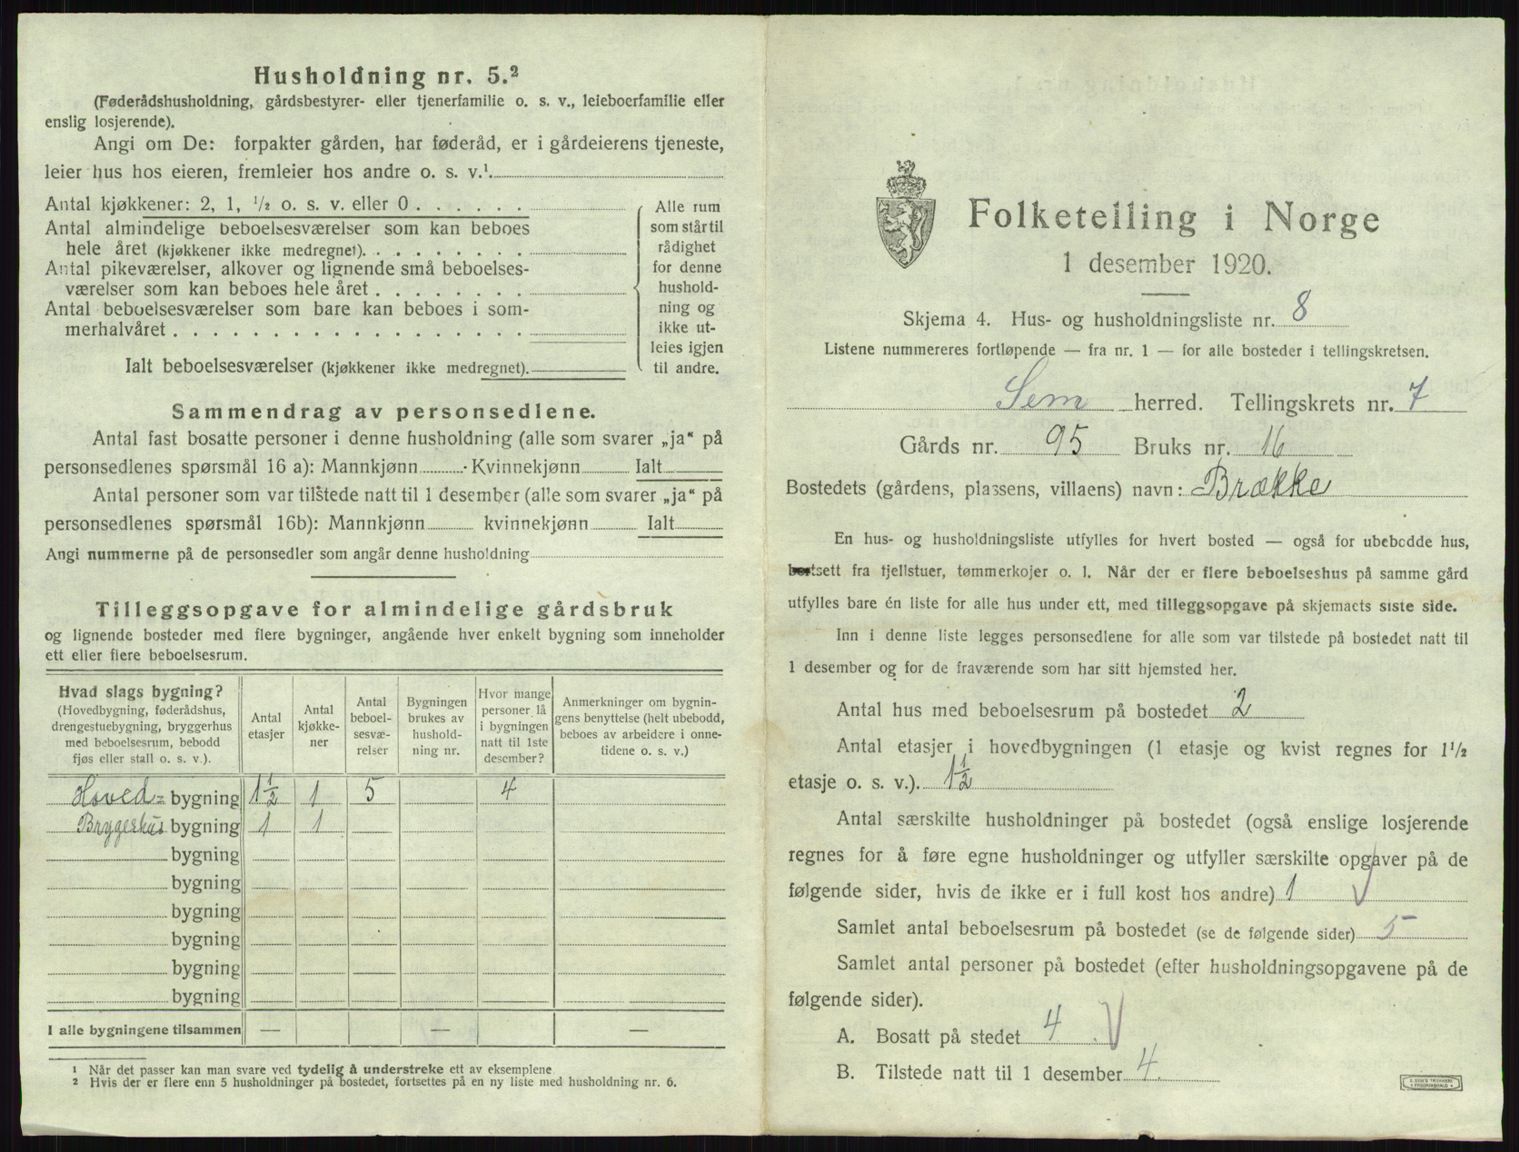 Husholdning nr. 5.²
(Føderådshusholdning, gårdsbestyrer- eller tjenerfamilie o. s. v., leieboerfamilie eller
enslig losjerende).
Angi om De: forpakter gården, har føderåd, er i gårdeierens tjeneste,
leier hus hos eieren, fremleier hos andre o. s. v.¹.
Antal kjøkkener: 2, 1, ½ o. s. v. eller 0 . . . . . .
Antal almindelige beboelsesværelser som kan beboes
hele året (kjøkkener ikke medregnet). . . . . . . . .
Antal pikeværelser, alkover og lignende små beboelses-
værelser som kan beboes hele året . . . . . . . .
Antal beboelsesværelser som bare kan beboes i som-
merhalvåret . . . . . . . . . . . . . . . . . .
Ialt beboelsesværelser (kjøkkener ikke medregnet).
Alle rum
som står til
rådighet
for denne
hushold-
ning og
ikke ut-
leies igjen
til andre.
Sammendrag av personsedlene.
Antal fast bosatte personer i denne husholdning (alle som svarer „ja“ på
personsedlenes spørsmål 16 a): Mannkjønn Kvinnekjønn Ialt
Antal personer som var tilstede natt til 1 desember (alle som svarer „ja“ på
personsedlenes spørsmål 16b): Mannkjønn kvinnekjønn Ialt
Angi nummerne på de personsedler som angår denne husholdning
Tilleggsopgave for almindelige gårdsbruk
og lignende bosteder med flere bygninger, angående hver enkelt bygning som inneholder
ett eller flere beboelsesrum.
Hvad slags bygning?
(Hovedbygning, føderådshus,
drengestuebygning, bryggerhus
med beboelsesrum, bebodd
fjøs eller stall o. s. v.).
Antal
etasjer
Antal
kjøkke-
ner
Antal
beboel-
sesvæ-
relser
Bygningen
brukes av
hushold-
ning nr.
Hvor mange
personer lå
i bygningen
natt til 1ste
desember?
Anmerkninger om bygnin-
gens benyttelse (helt ubebodd,
beboes av arbeidere i onne-
tidene o. s. v.)
Hoved= bygning 1½ 1 5 4
Bryggerhus bygning 1 1
bygning
bygning
bygning
bygning
bygning
bygning
I alle bygningene tilsammen — — —
¹ Når det passer kan man svare ved tydelig å understreke ett av eksemplene
² Hvis der er flere enn 5 husholdninger på bostedet, fortsettes på en ny liste med husholdning nr. 6.
Folketelling i Norge
1 desember 1920.
Skjema 4. Hus- og husholdningsliste nr. 8
Listene nummereres fortløpende — fra nr. 1 — for alle bosteder i tellingskretsen.
Sem herred. Tellingskrets nr. 7
Gårds nr. 95 Bruks nr. 16
Bostedets (gårdens, plassens, villaens) navn: Brække
En hus- og husholdningsliste utfylles for hvert bosted — også for ubebodde hus,
bortsett fra fjellstuer, tømmerkojer o. l. Når der er flere beboelseshus på samme gård
utfylles bare én liste for alle hus under ett, med tilleggsopgave på skjemaets siste side.
Inn i denne liste legges personsedlene for alle som var tilstede på bostedet natt til
1 desember og for de fraværende som har sitt hjemsted her.
Antal hus med beboelsesrum på bostedet 2
Antal etasjer i hovedbygningen (1 etasje og kvist regnes for 1½
etasje o. s. v.). 1½
Antal særskilte husholdninger på bostedet (også enslige losjerende
regnes for å føre egne husholdninger og utfyller særskilte opgaver på de
følgende sider, hvis de ikke er i full kost hos andre) 1
Samlet antal beboelsesrum på bostedet (se de følgende sider) 5
Samlet antal personer på bostedet (efter husholdningsopgavene på de
følgende sider).
A. Bosatt på stedet 4
B. Tilstede natt til 1 desember 4.